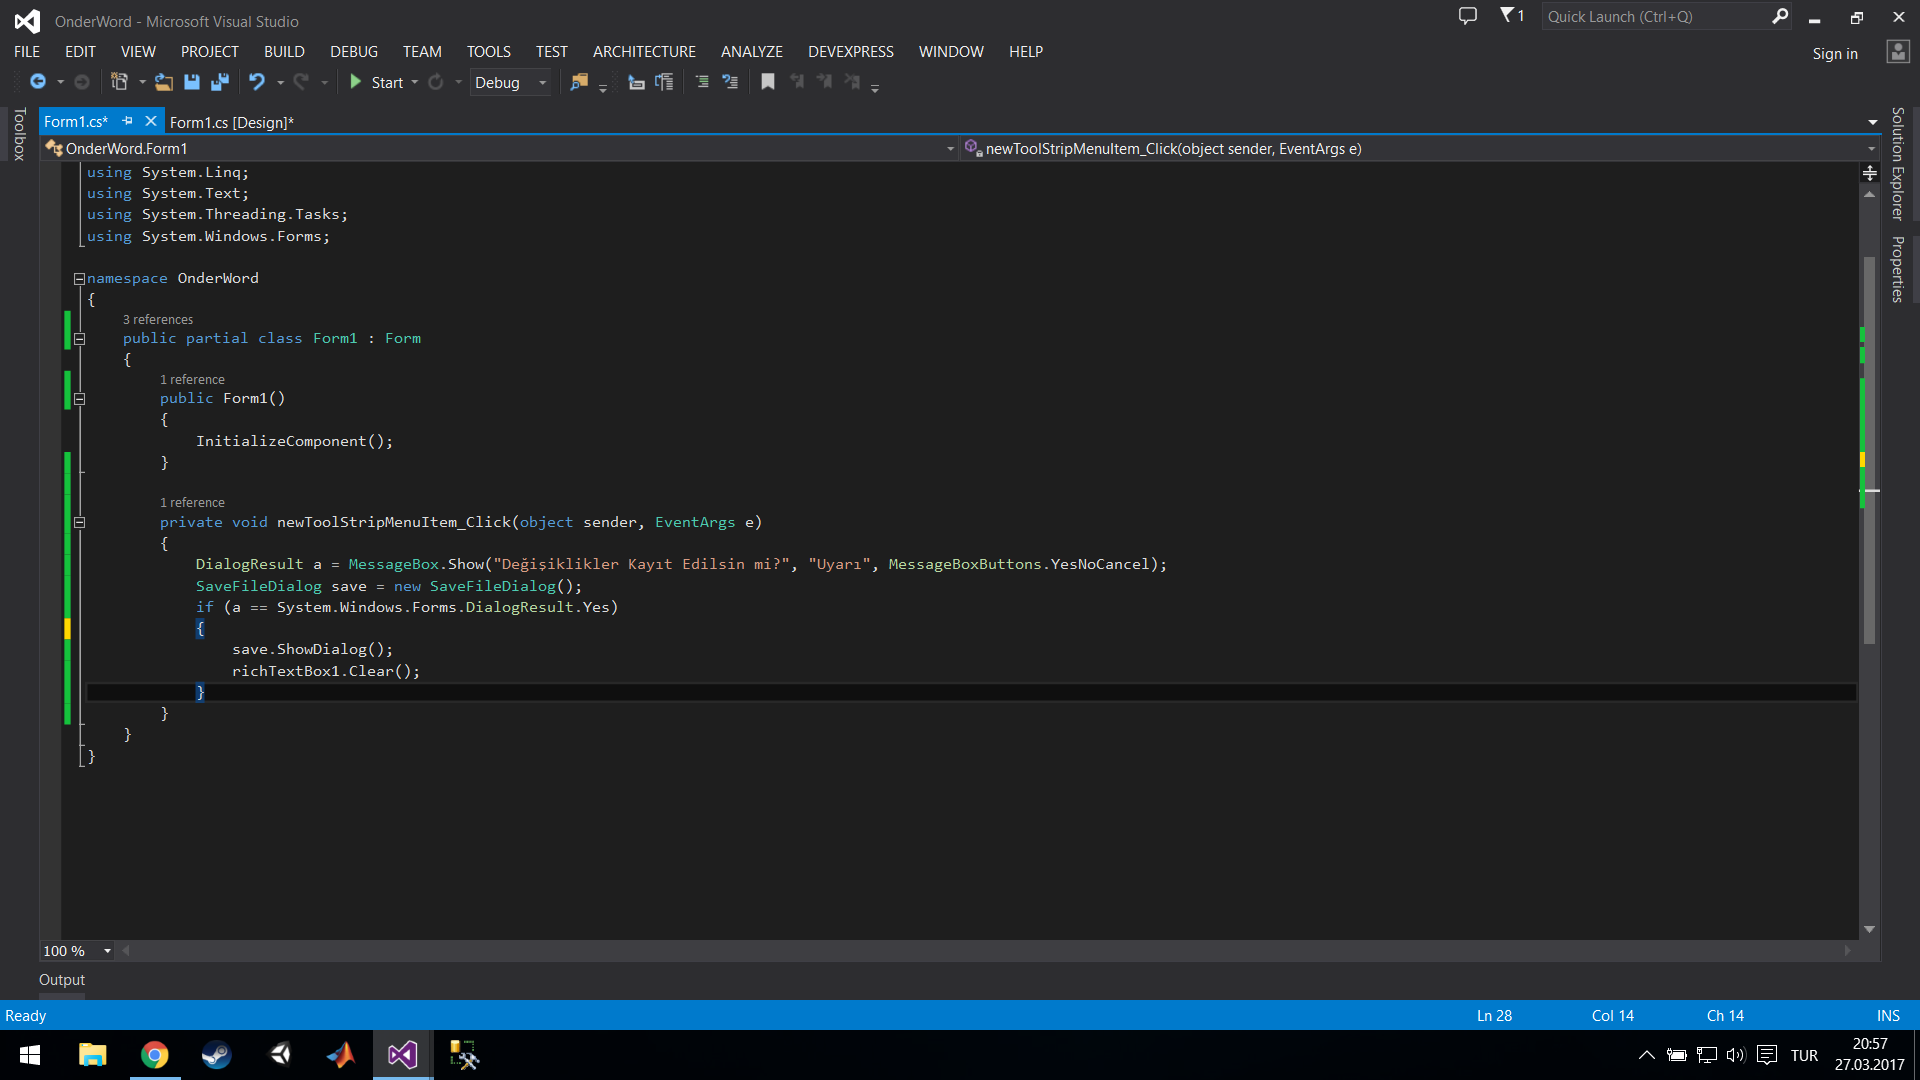 OnderWord - Microsoft Visual Studio
1
Quick Launch (Ctrl+Q)
FILE EDIT VIEW PROJECT BUILD DEBUG TEAM TOOLS TEST ARCHITECTURE ANALYZE DEVEXPRESS WINDOW HELP
Sign in
Start
Debug
Toolbox
Form1.cs*
Form1.cs [Design]*
Solution Explorer
Properties
OnderWord.Form1
newToolStripMenuItem_Click(object sender, EventArgs e)
using System.Linq;
using System.Text;
using System.Threading.Tasks;
using System.Windows.Forms;
namespace OnderWord
{
3 references
public partial class Form1 : Form
{
1 reference
public Form1()
{
InitializeComponent();
}
1 reference
private void newToolStripMenuItem_Click(object sender, EventArgs e)
{
DialogResult a = MessageBox.Show("Değişiklikler Kayıt Edilsin mi?", "Uyarı", MessageBoxButtons.YesNoCancel);
SaveFileDialog save = new SaveFileDialog();
if (a == System.Windows.Forms.DialogResult.Yes)
{
save.ShowDialog();
richTextBox1.Clear();
}
}
}
}
100 %
Output
Ready
Ln 28
Col 14
Ch 14
INS
TUR
20:57
27.03.2017